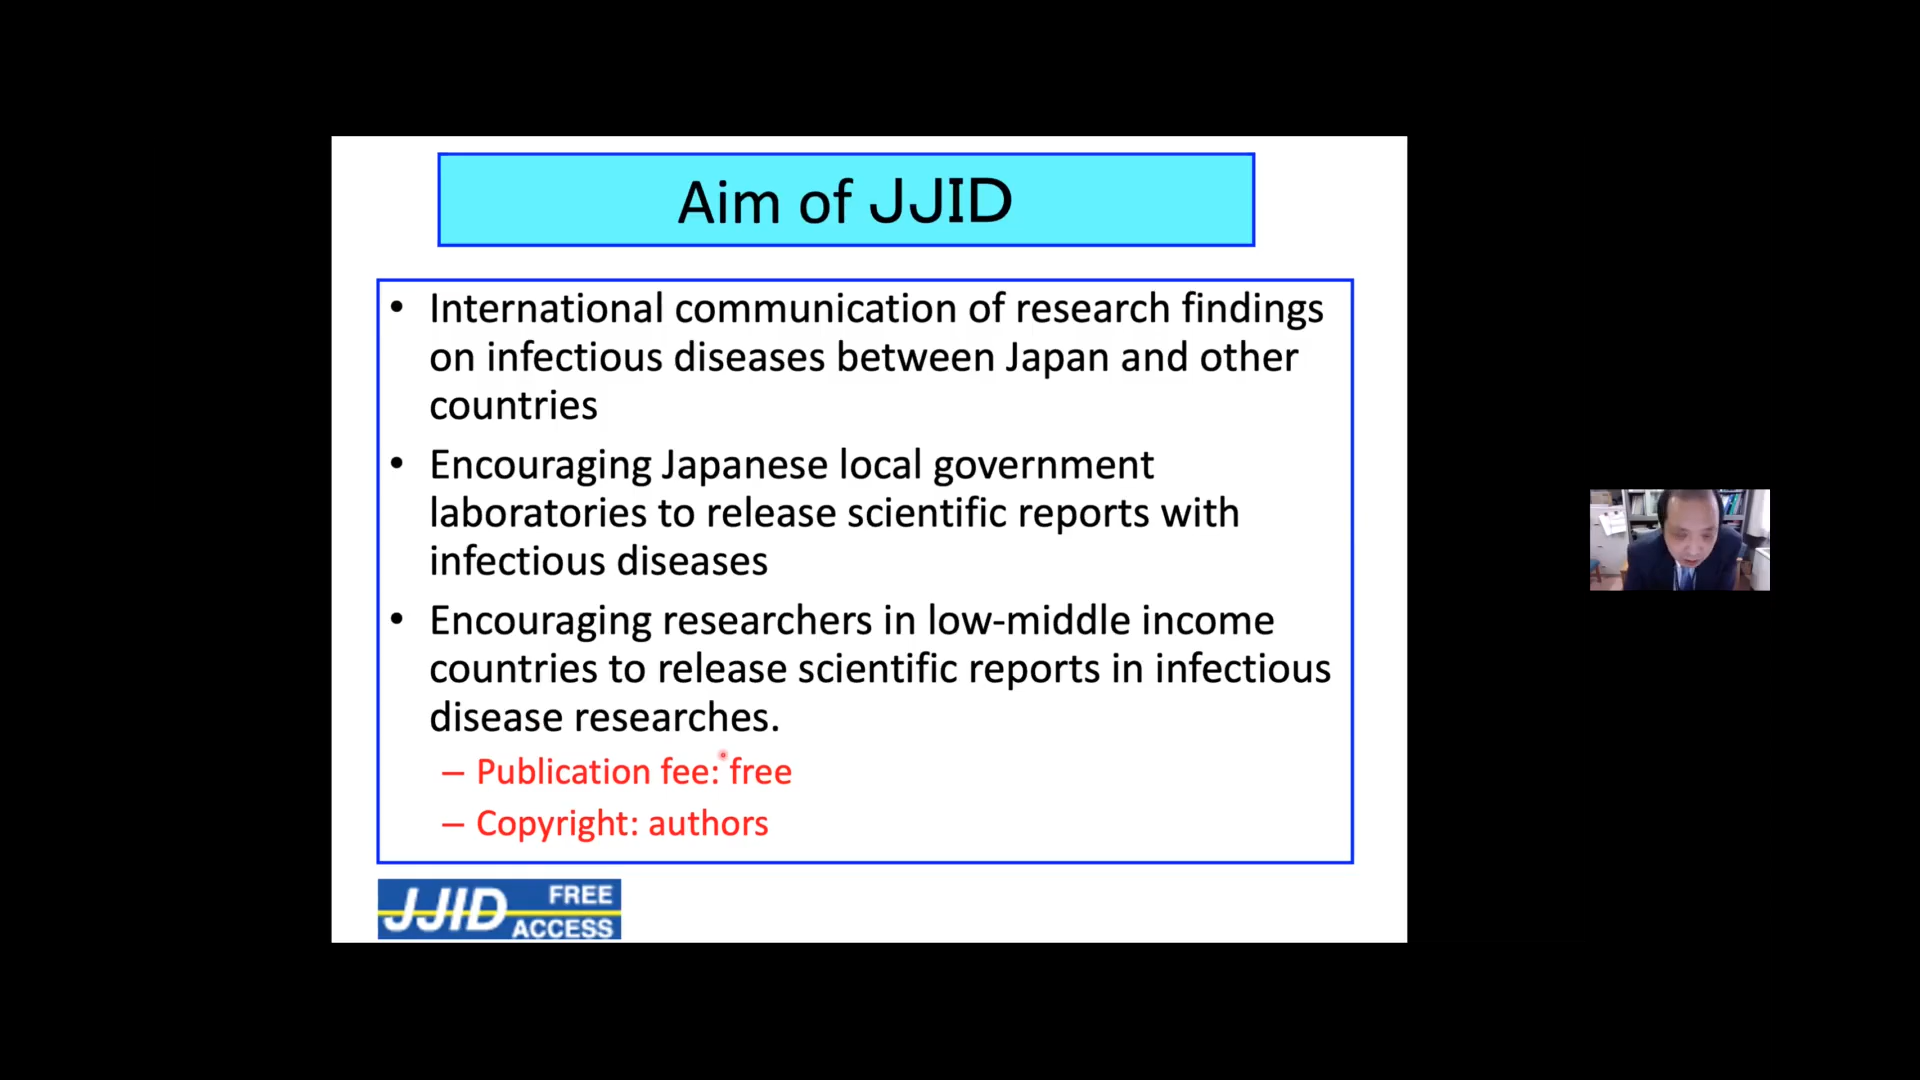 Aim of JJID
• International communication of research findings
on infectious diseases between Japan and other
countries
• Encouraging Japanese local government
laboratories to release scientific reports with
infectious diseases
• Encouraging researchers in low-middle income
countries to release scientific reports in infectious
disease researches.
– Publication fee: free
– Copyright: authors
JJID FREE
ACCESS